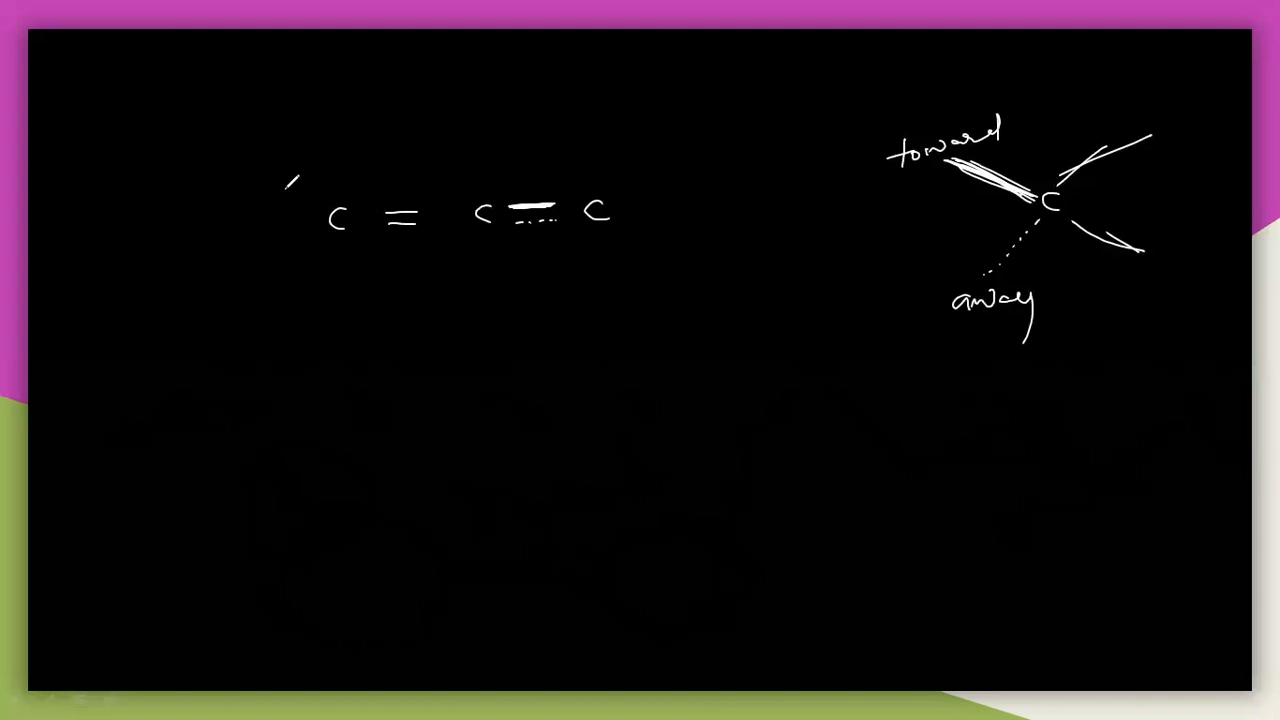 toward
C = C = C
C
away